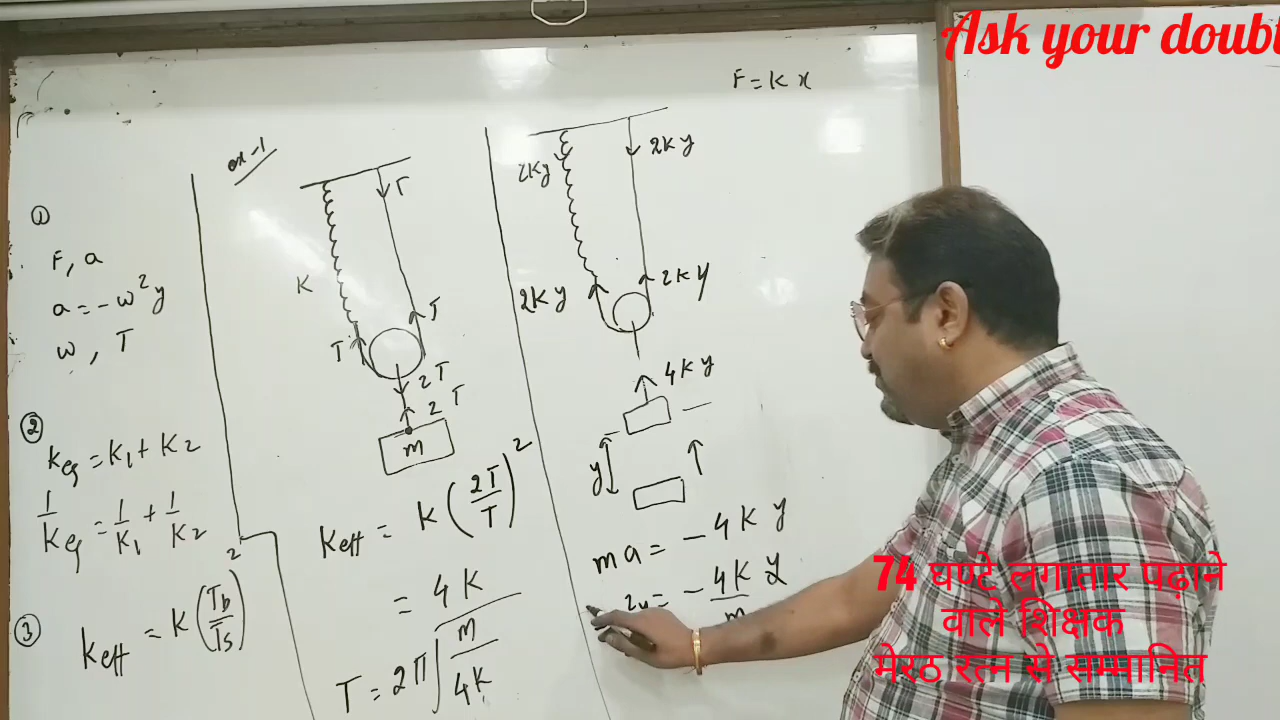 Ask your doubt
F = K x
①
F, a
a = -w²y
w , T
②
Keq = K1 + K2
1/Keq = 1/K1 + 1/K2
③
Keff = K (Tb/Ts)²
ex-1
T
K
T
T
2T
2T
m
Keff = K (2T/T)²
= 4K
T = 2π√(m/4K)
2Ky
2Ky
2Ky
2Ky
4Ky
y
ma = -4Ky
= - 4Ky/m
74 घण्टे लगातार पढ़ाने
वाले शिक्षक
मेरठ रत्न से सम्मानित